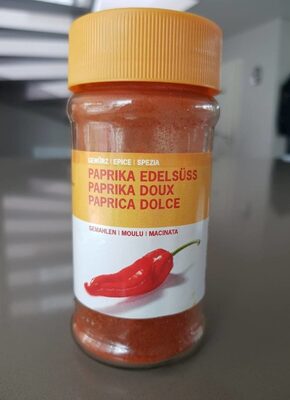 GEWÜRZ | EPICE | SPEZIA
PAPRIKA EDELSÜSS
PAPRIKA DOUX
PAPRICA DOLCE
GEMAHLEN | MOULU | MACINATA